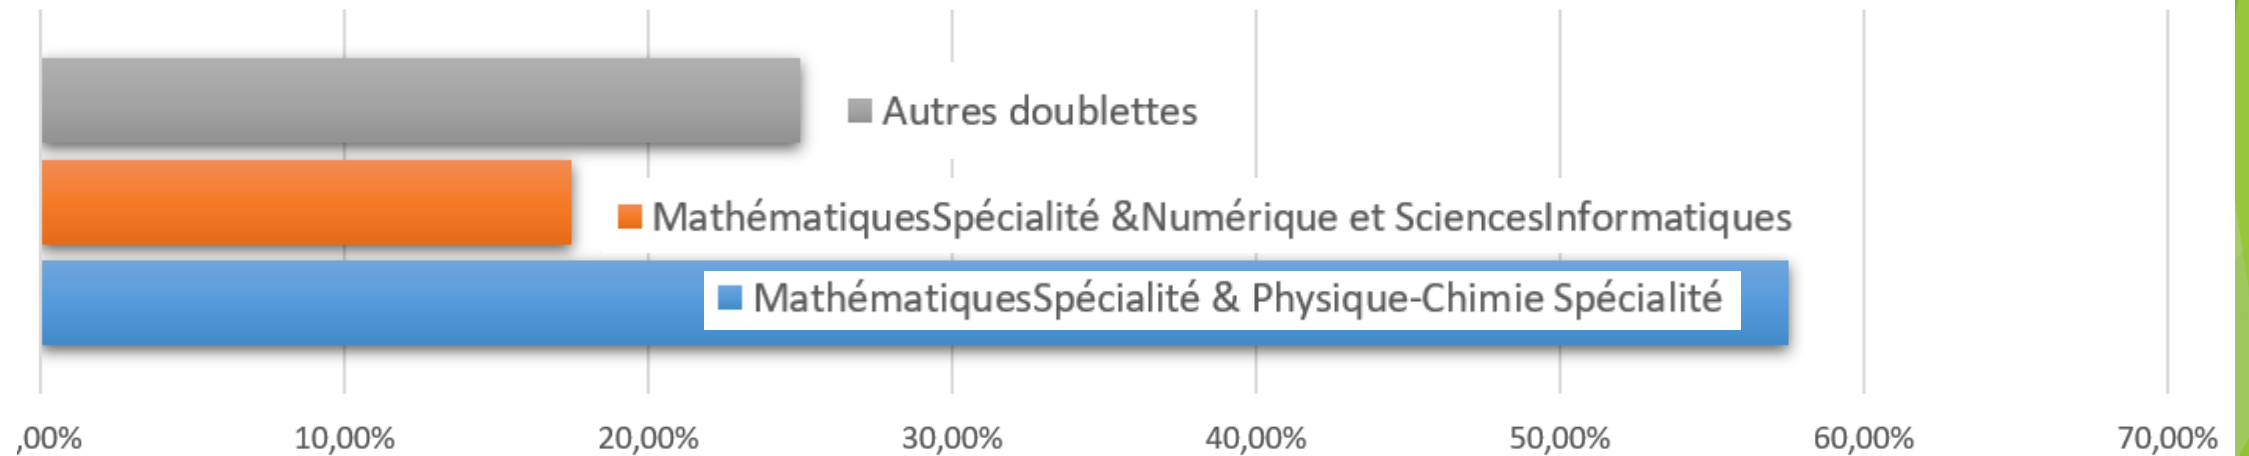 Autres doublettes
MathématiquesSpécialité &Numérique et SciencesInformatiques
MathématiquesSpécialité & Physique-Chimie Spécialité
,00% 10,00% 20,00% 30,00% 40,00% 50,00% 60,00% 70,00%